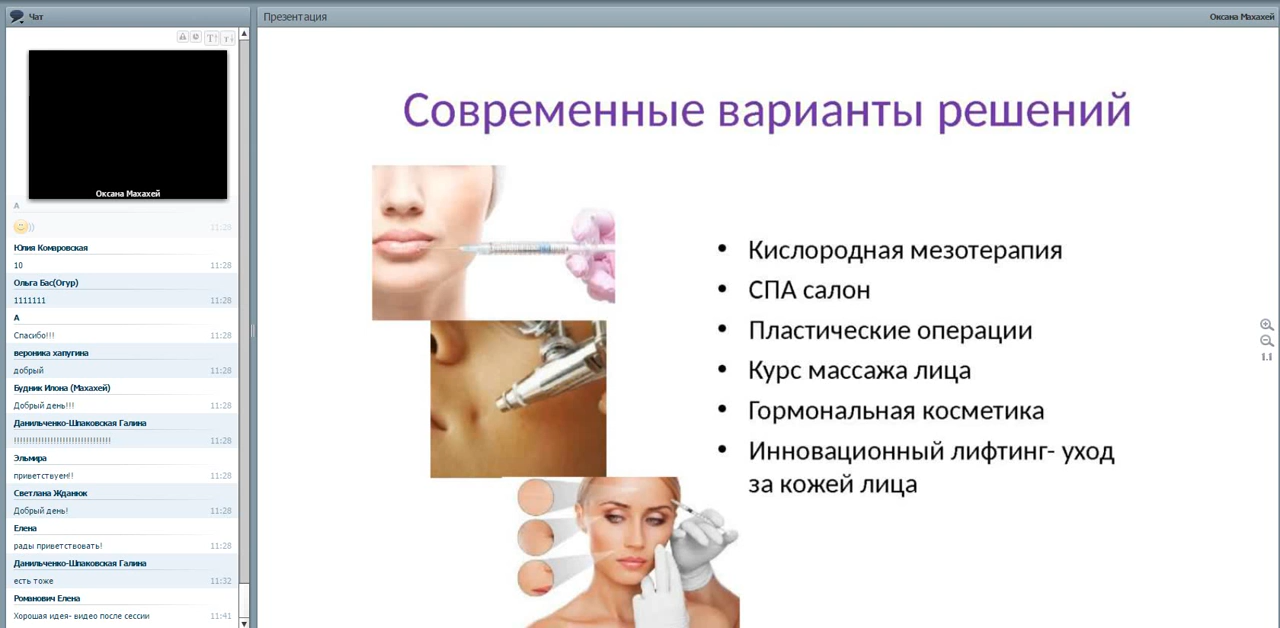 Чат
Оксана Махахей
А
)) 11:28
Юлия Комаровская
10 11:28
Ольга Бас(Огур)
1111111 11:28
А
Спасибо!!! 11:28
вероника хапугина
добрый 11:28
Будник Илона (Махахей)
Добрый день!!! 11:28
Данильченко-Шпаковская Галина
!!!!!!!!!!!!!!!!!!!!!!!!!!!!!!!! 11:28
Эльмира
приветствуем!! 11:28
Светлана Жданюк
Добрый день! 11:28
Елена
рады приветствовать! 11:28
Данильченко-Шпаковская Галина
есть тоже 11:32
Романович Елена
Хорошая идея- видео после сессии 11:41
Презентация
Оксана Махахей
Современные варианты решений
• Кислородная мезотерапия
• СПА салон
• Пластические операции
• Курс массажа лица
• Гормональная косметика
• Инновационный лифтинг- уход
за кожей лица
1.1